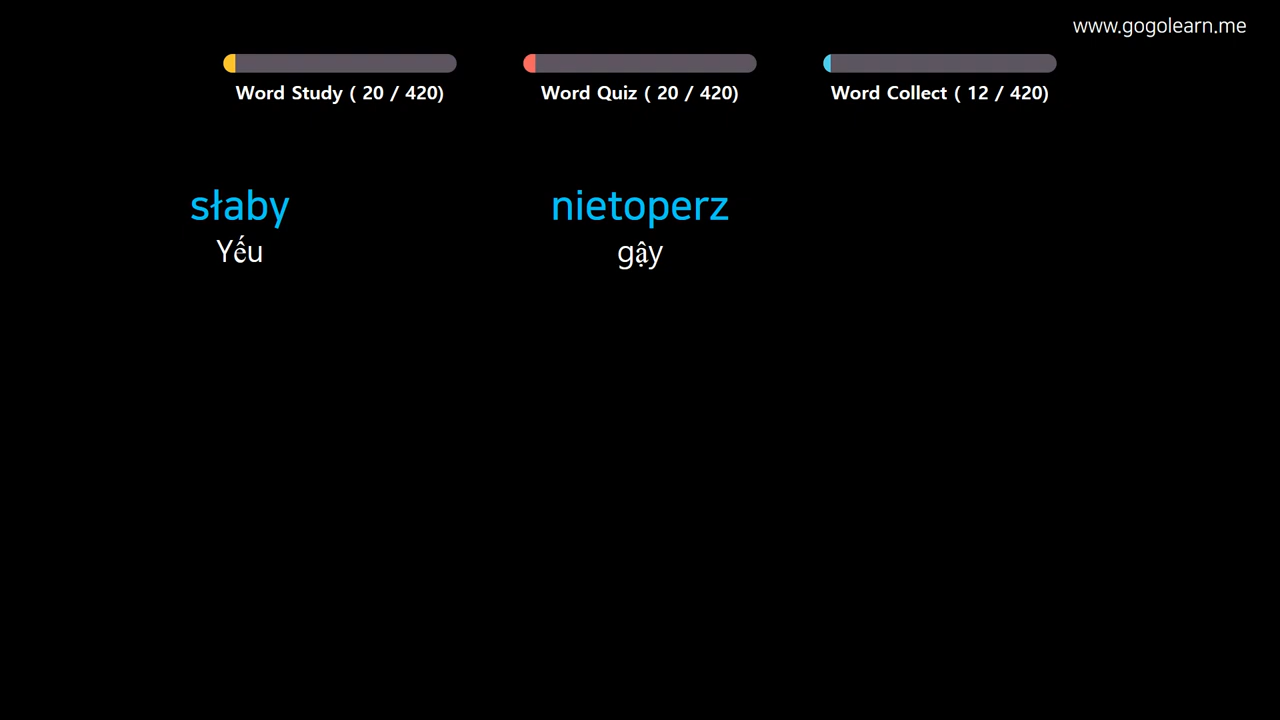 www.gogolearn.me
Word Study ( 20 / 420)
Word Quiz ( 20 / 420)
Word Collect ( 12 / 420)
słaby
Yếu
nietoperz
gậy